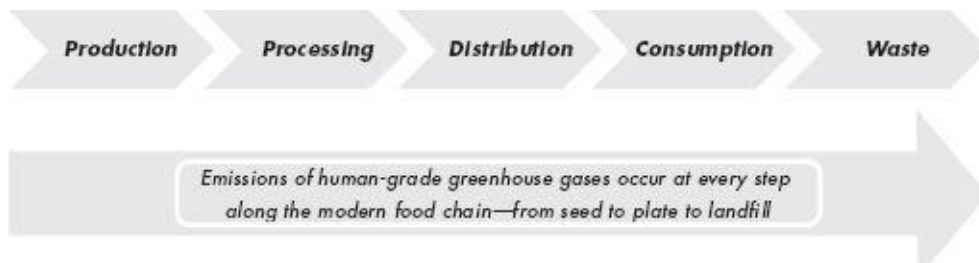 Production Processing Distribution Consumption Waste
Emissions of human-grade greenhouse gases occur at every step
along the modern food chain—from seed to plate to landfill